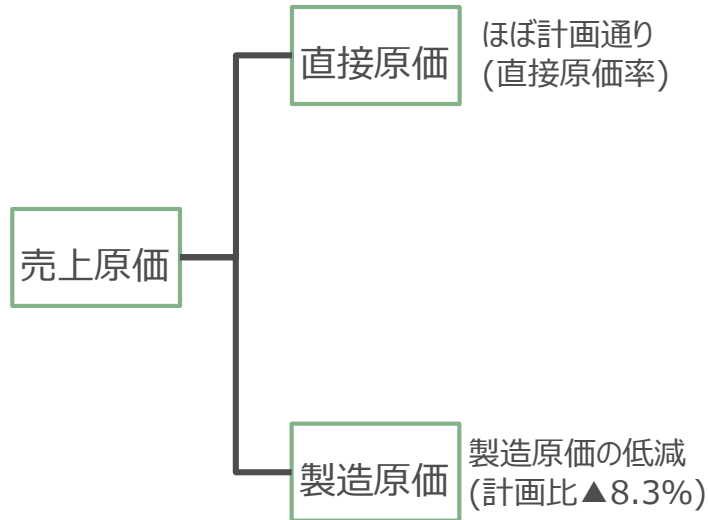 直接原価
ほぼ計画通り
(直接原価率)
売上原価
製造原価
製造原価の低減
(計画比▲8.3%)